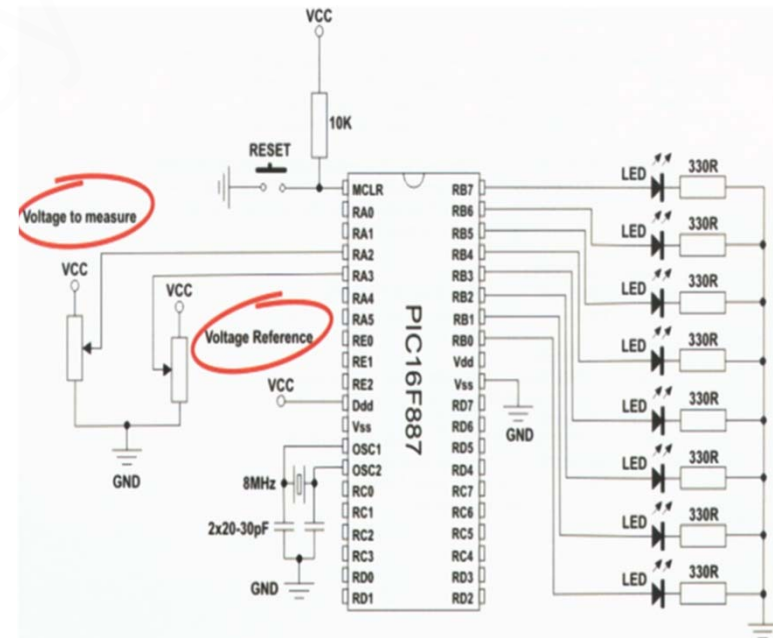 VCC
10K
RESET
Voltage to measure
VCC
VCC
Voltage Reference
VCC
GND
8MHz
2x20-30pF
GND
MCLR
RA0
RA1
RA2
RA3
RA4
RA5
RE0
RE1
RE2
Ddd
Vss
OSC1
OSC2
RC0
RC1
RC2
RC3
RD0
RD1
PIC16F887
RB7
RB6
RB5
RB4
RB3
RB2
RB1
RB0
Vdd
Vss
RD7
RD6
RD5
RD4
RC7
RC6
RC5
RC4
RD3
RD2
GND
LED 330R
LED 330R
LED 330R
LED 330R
LED 330R
LED 330R
LED 330R
LED 330R